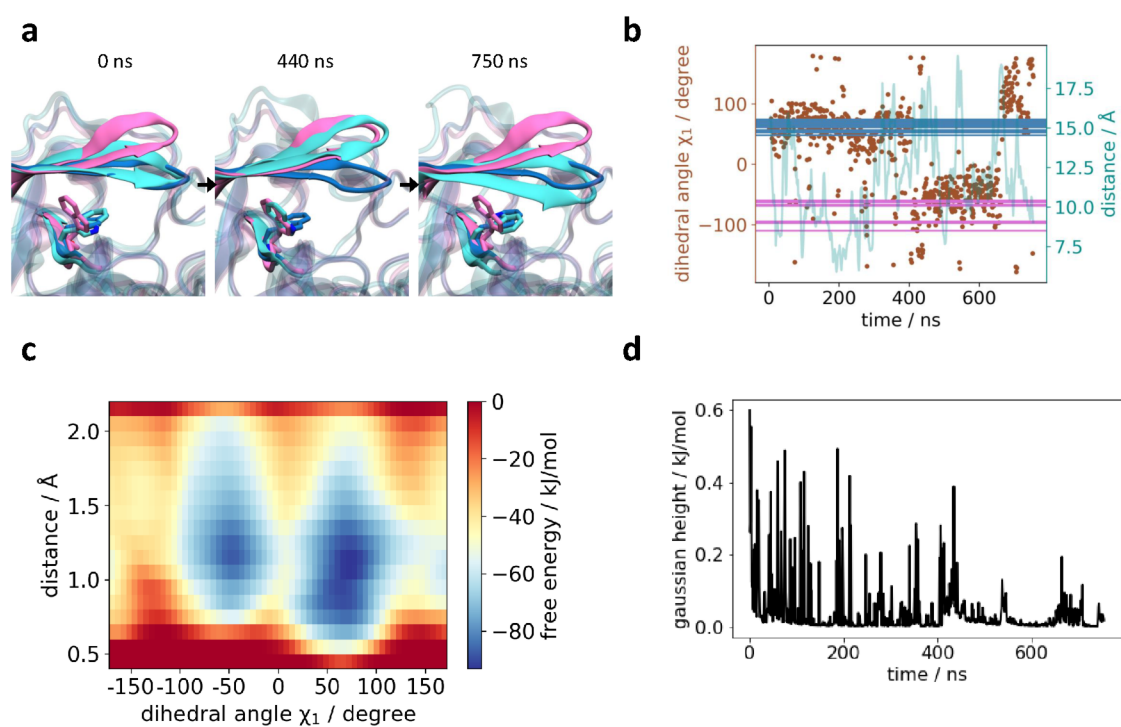 a
0 ns
440 ns
750 ns
b
dihedral angle χ1 / degree
100
0
−100
0
200
400
600
time / ns
17.5
15.0
12.5
10.0
7.5
distance / Å
c
distance / Å
2.0
1.5
1.0
0.5
-150
-100
-50
0
50
100
150
dihedral angle χ1 / degree
0
−20
−40
−60
−80
free energy / kJ/mol
d
gaussian height / kJ/mol
0.6
0.4
0.2
0.0
0
200
400
600
time / ns